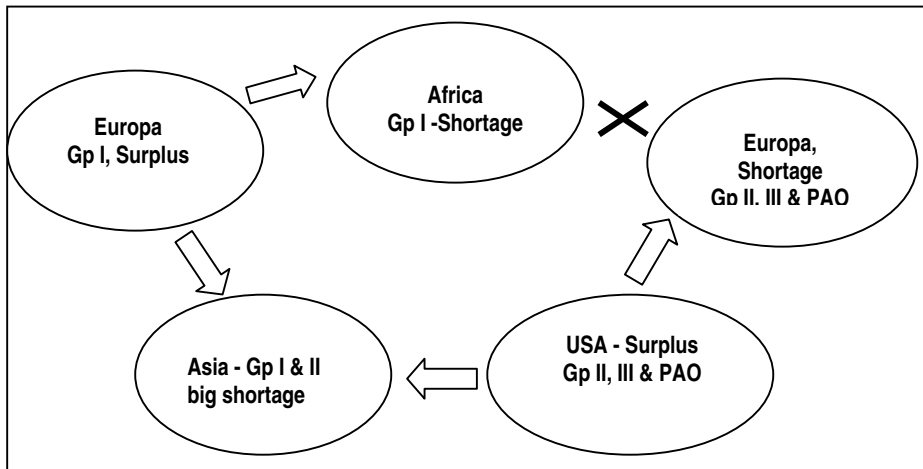 Europa
Gp I, Surplus
Africa
Gp I -Shortage
Europa,
Shortage
Gp II, III & PAO
Asia - Gp I & II
big shortage
USA - Surplus
Gp II, III & PAO